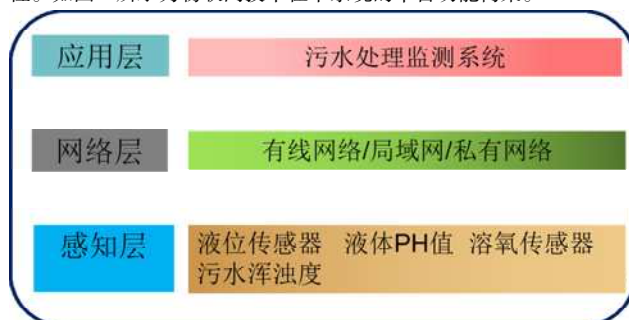 应用层
污水处理监测系统
网络层
有线网络/局域网/私有网络
感知层
液位传感器 液体PH值 溶氧传感器
污水浑浊度